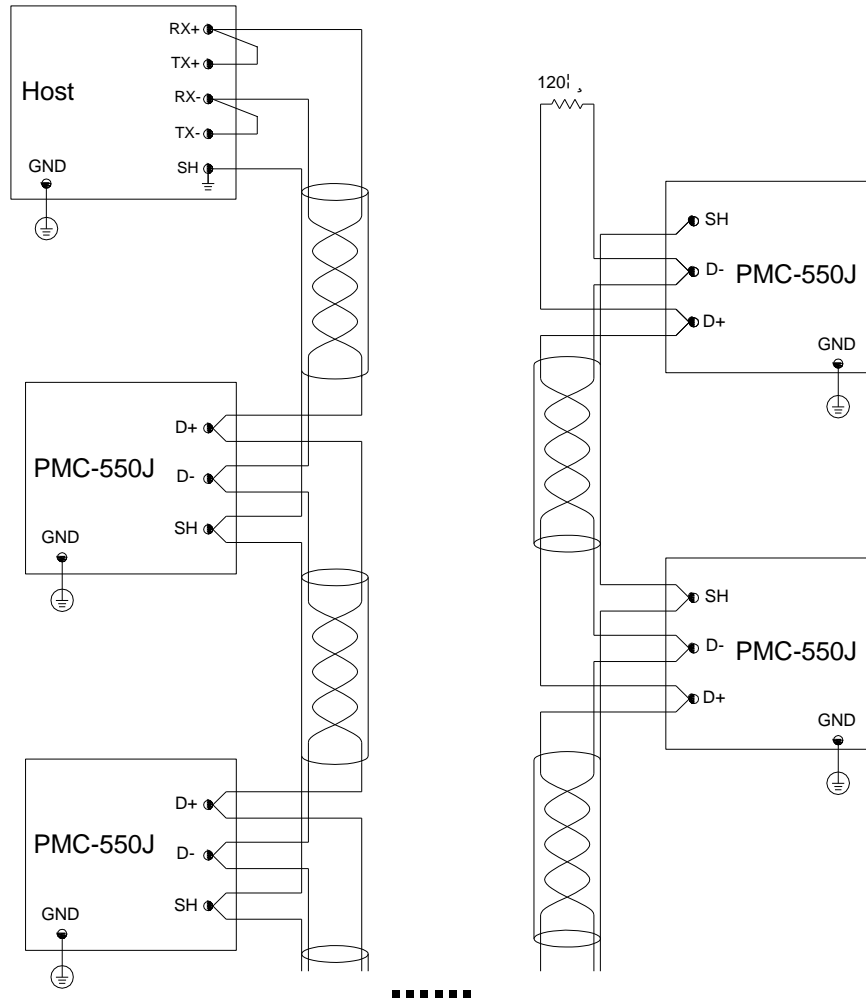 Host
RX+
TX+
RX-
TX-
SH
GND
PMC-550J
D+
D-
SH
GND
PMC-550J
D+
D-
SH
GND
120¦ ¸
SH
D-
D+
PMC-550J
GND
SH
D-
D+
PMC-550J
GND